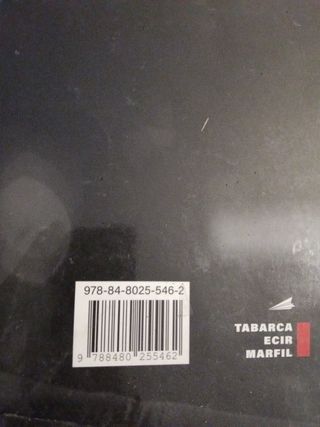 978-84-8025-546-2
9 788480 255462
TABARCA
ECIR
MARFIL